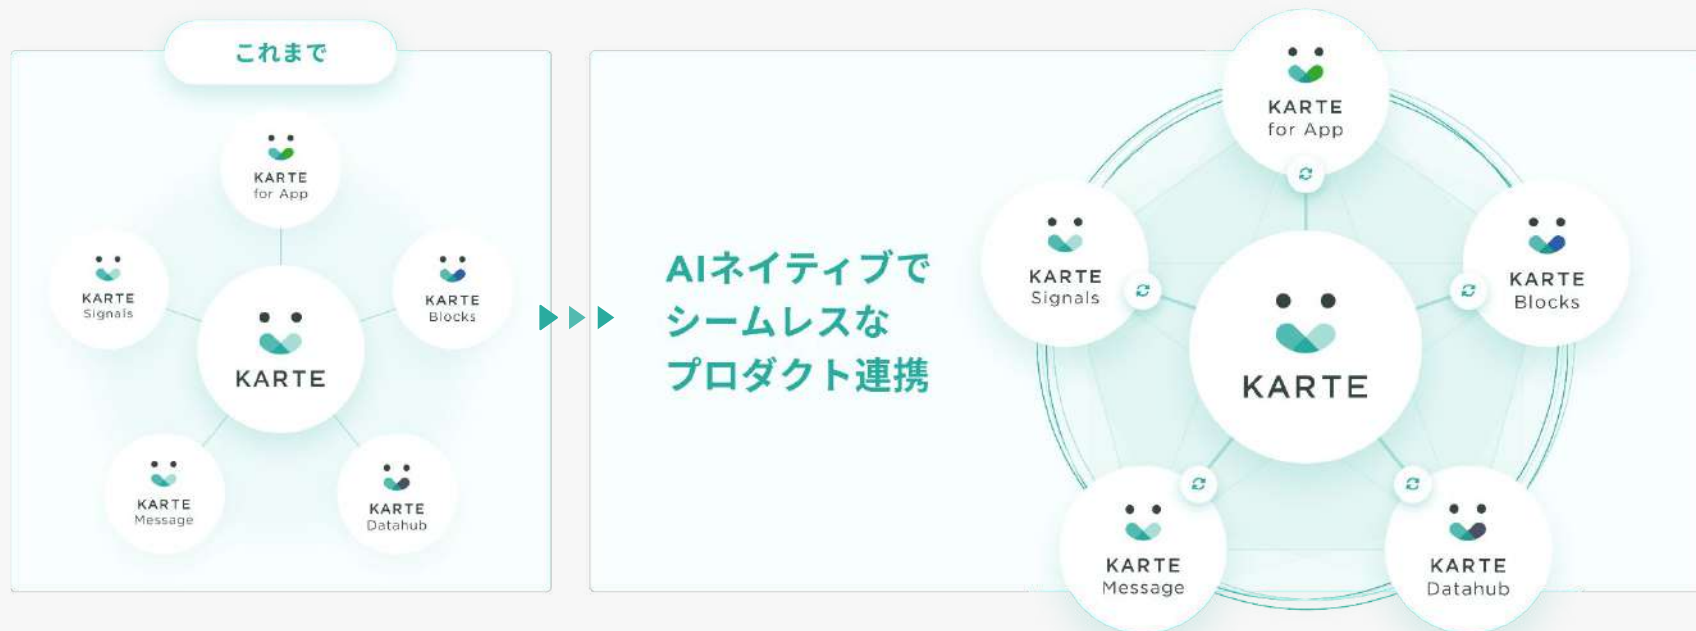 これまで
KARTE
for App
KARTE
Signals
KARTE
Blocks
KARTE
KARTE
Message
KARTE
Datahub
AIネイティブで
シームレスな
プロダクト連携
KARTE
for App
KARTE
Signals
KARTE
Blocks
KARTE
KARTE
Message
KARTE
Datahub